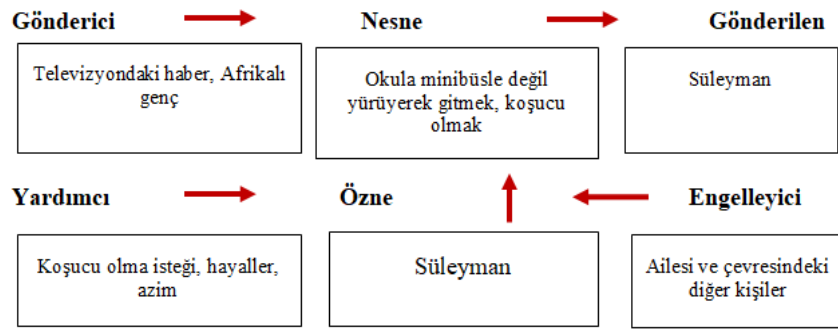 Gönderici
Nesne
Gönderilen
Televizyondaki haber, Afrikalı
genç
Okula minibüsle değil
yürüyerek gitmek, koşucu
olmak
Süleyman
Yardımcı
Özne
Engelleyici
Koşucu olma isteği, hayaller,
azim
Süleyman
Ailesi ve çevresindeki
diğer kişiler